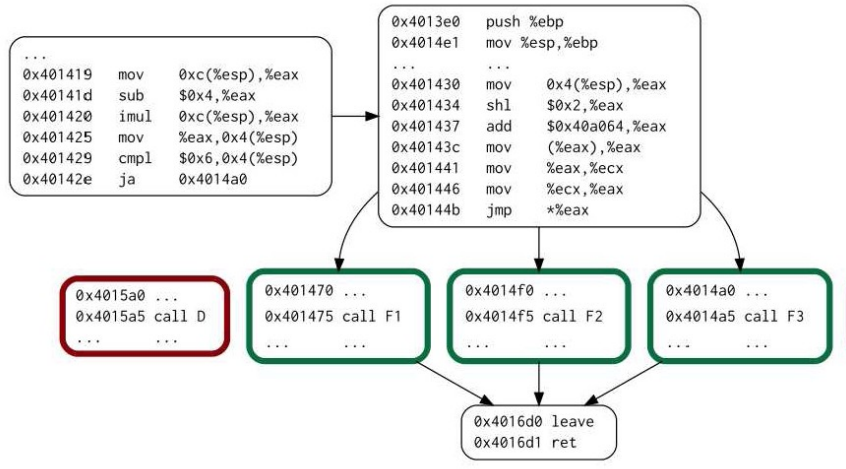 ...
0x401419 mov 0xc(%esp),%eax
0x40141d sub $0x4,%eax
0x401420 imul 0xc(%esp),%eax
0x401425 mov %eax,0x4(%esp)
0x401429 cmpl $0x6,0x4(%esp)
0x40142e ja 0x4014a0
0x4013e0 push %ebp
0x4014e1 mov %esp,%ebp
... ...
0x401430 mov 0x4(%esp),%eax
0x401434 shl $0x2,%eax
0x401437 add $0x40a064,%eax
0x40143c mov (%eax),%eax
0x401441 mov %eax,%ecx
0x401446 mov %ecx,%eax
0x40144b jmp *%eax
0x4015a0 ...
0x4015a5 call D
... ...
0x401470 ...
0x401475 call F1
... ...
0x4014f0 ...
0x4014f5 call F2
... ...
0x4014a0 ...
0x4014a5 call F3
... ...
0x4016d0 leave
0x4016d1 ret